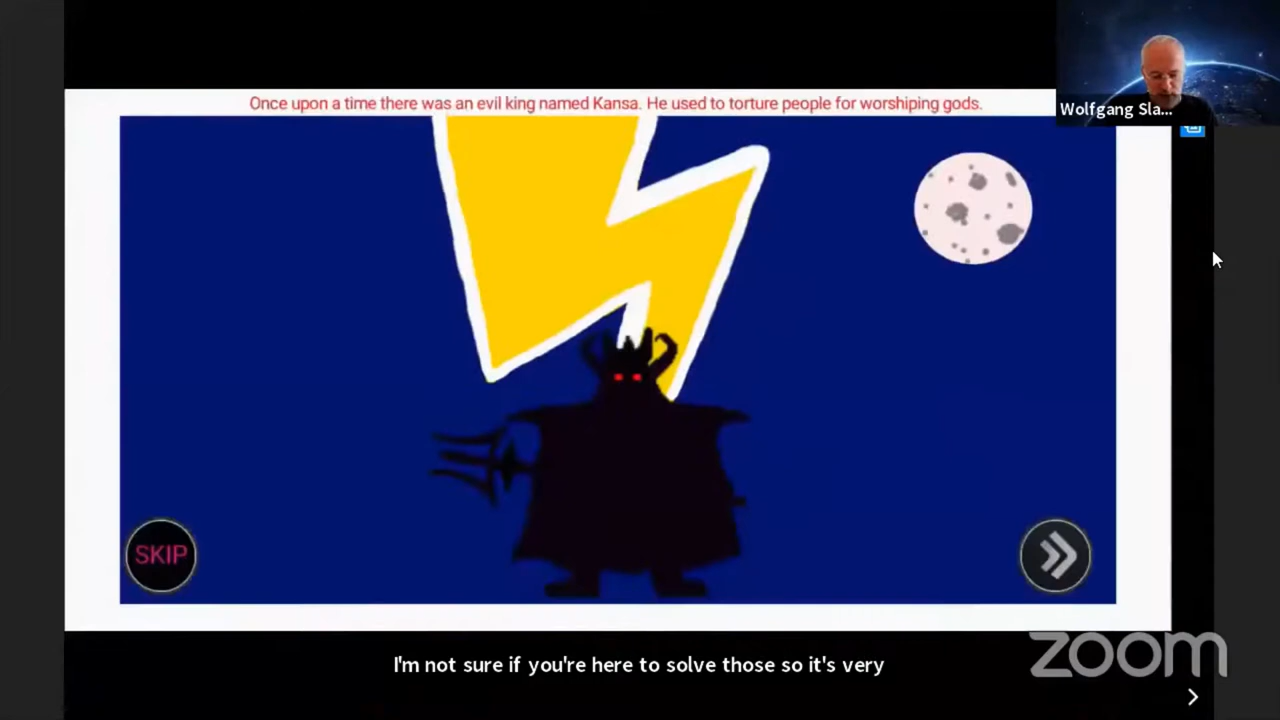 Once upon a time there was an evil king named Kansa. He used to torture people for worshiping gods.
Wolfgang Sla...
SKIP
I'm not sure if you're here to solve those so it's very
zoom